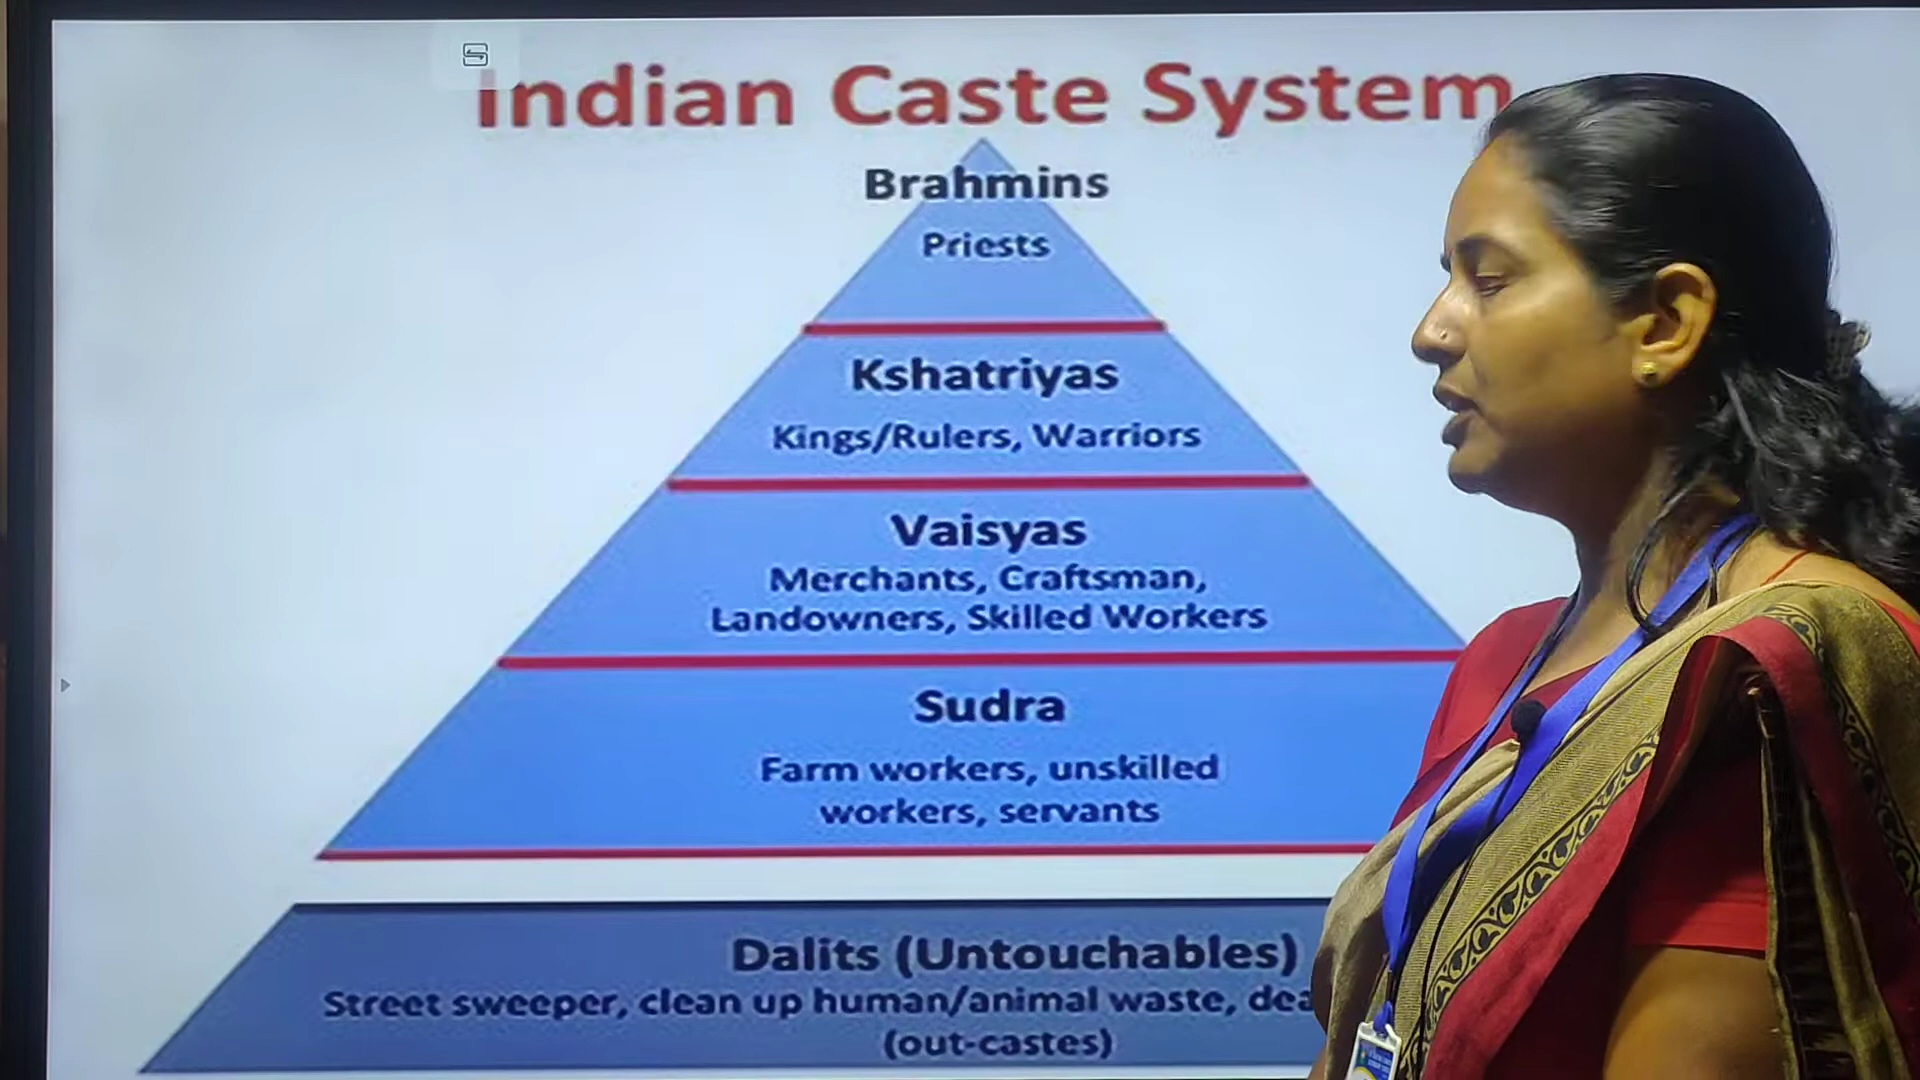 Indian Caste System
Brahmins
Priests
Kshatriyas
Kings/Rulers, Warriors
Vaisyas
Merchants, Craftsman,
Landowners, Skilled Workers
Sudra
Farm workers, unskilled
workers, servants
Dalits (Untouchables)
Street sweeper, clean up human/animal waste,
(out-castes)